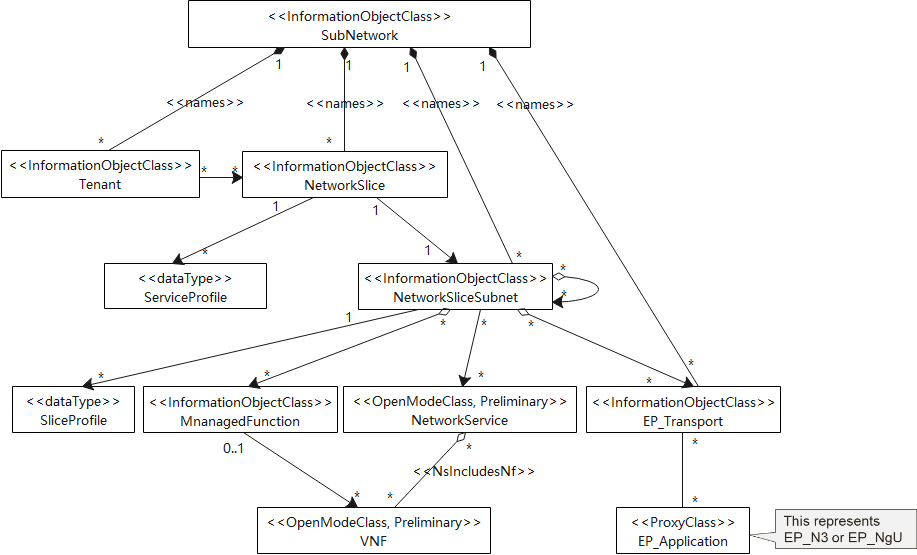 <<InformationObjectClass>>
SubNetwork
1
1
1
1
<<names>>
<<names>>
<<names>>
<<names>>
*
*
<<InformationObjectClass>>
Tenant
*
*
<<InformationObjectClass>>
NetworkSlice
1
1
*
1
*
<<dataType>>
ServiceProfile
<<InformationObjectClass>>
NetworkSliceSubnet
*
*
1
*
*
*
*
*
*
*
*
*
<<dataType>>
SliceProfile
<<InformationObjectClass>>
MnanagedFunction
<<OpenModeClass, Preliminary>>
NetworkService
<<InformationObjectClass>>
EP_Transport
0..1
*
*
<<NsIncludesNf>>
*
*
*
<<OpenModeClass, Preliminary>>
VNF
<<ProxyClass>>
EP_Application
This represents
EP_N3 or EP_NgU